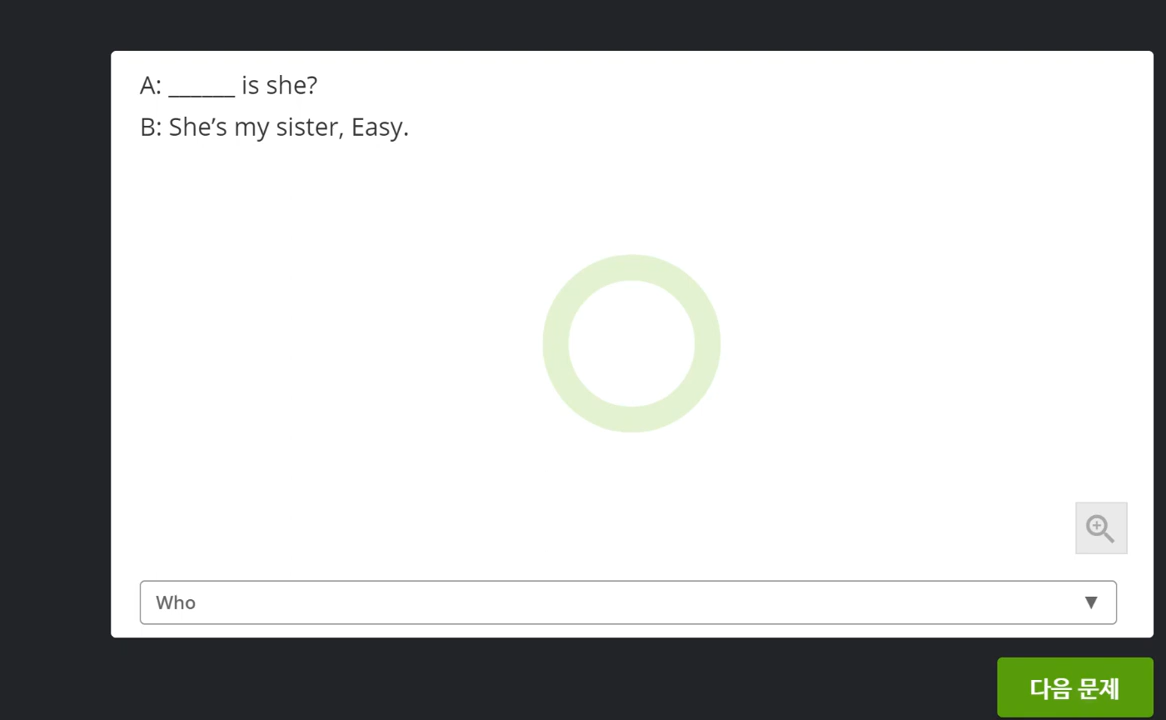 A: ______ is she?
B: She’s my sister, Easy.
Who
다음 문제